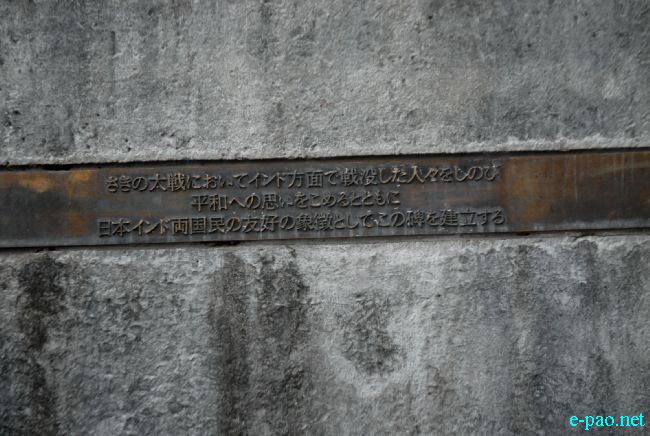 さきの大戦においてインド方面で戦没した人々をしのび
平和への思いをこめるとともに
日本インド両国民の友好の象徴としてこの碑を建立する
e-pao.net